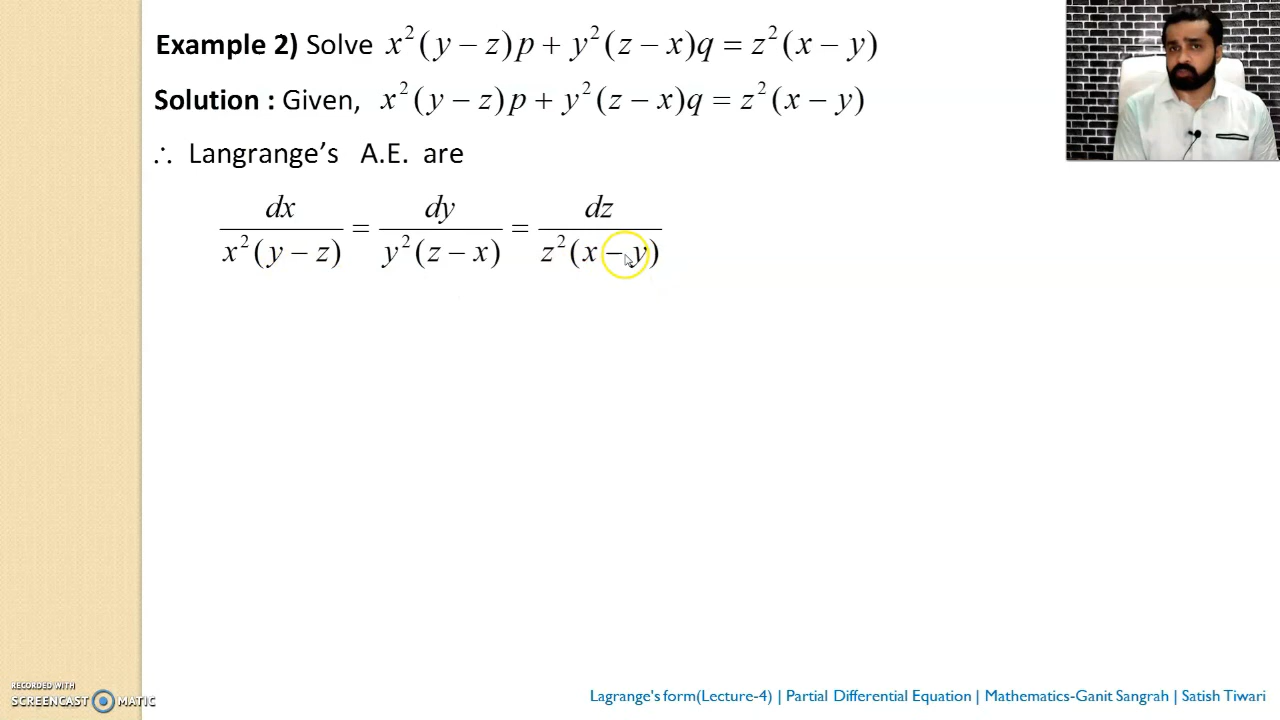 Example 2) Solve x²(y − z)p + y²(z − x)q = z²(x − y)
Solution : Given, x²(y − z)p + y²(z − x)q = z²(x − y)
∴ Langrange's A.E. are
dx / x²(y − z) = dy / y²(z − x) = dz / z²(x − y)
RECORDED WITH
SCREENCAST MATIC
Lagrange's form(Lecture-4) | Partial Differential Equation | Mathematics-Ganit Sangrah | Satish Tiwari